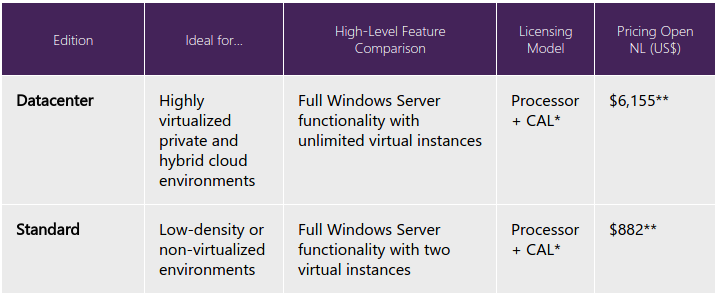 Edition
Ideal for...
High-Level Feature
Comparison
Licensing
Model
Pricing Open
NL (US$)
Datacenter
Highly
virtualized
private and
hybrid cloud
environments
Full Windows Server
functionality with
unlimited virtual instances
Processor
+ CAL*
$6,155**
Standard
Low-density or
non-virtualized
environments
Full Windows Server
functionality with two
virtual instances
Processor
+ CAL*
$882**